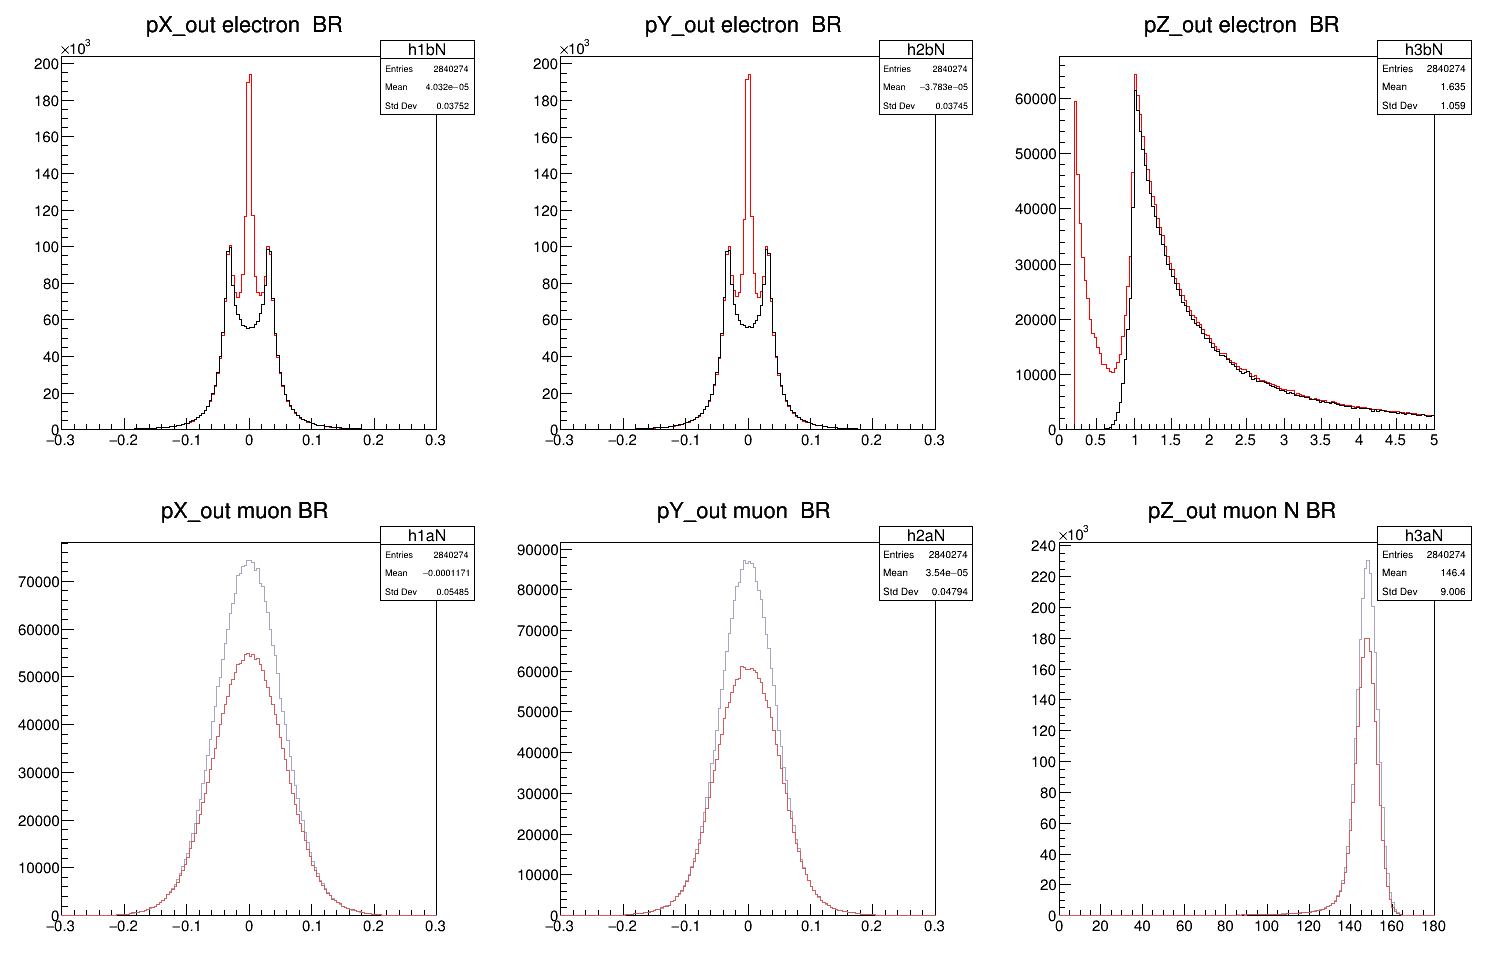 pX_out electron BR
×10³
h1bN
Entries 2840274
Mean 4.032e−05
Std Dev 0.03752
200
180
160
140
120
100
80
60
40
20
0
−0.3 −0.2 −0.1 0 0.1 0.2 0.3
pY_out electron BR
×10³
h2bN
Entries 2840274
Mean −3.783e−05
Std Dev 0.03745
200
180
160
140
120
100
80
60
40
20
0
−0.3 −0.2 −0.1 0 0.1 0.2 0.3
pZ_out electron BR
h3bN
Entries 2840274
Mean 1.635
Std Dev 1.059
60000
50000
40000
30000
20000
10000
0
0 0.5 1 1.5 2 2.5 3 3.5 4 4.5 5
pX_out muon BR
h1aN
Entries 2840274
Mean −0.0001171
Std Dev 0.05485
70000
60000
50000
40000
30000
20000
10000
0
−0.3 −0.2 −0.1 0 0.1 0.2 0.3
pY_out muon BR
h2aN
Entries 2840274
Mean 3.54e−05
Std Dev 0.04794
90000
80000
70000
60000
50000
40000
30000
20000
10000
0
−0.3 −0.2 −0.1 0 0.1 0.2 0.3
pZ_out muon N BR
×10³
h3aN
Entries 2840274
Mean 146.4
Std Dev 9.006
240
220
200
180
160
140
120
100
80
60
40
20
0
0 20 40 60 80 100 120 140 160 180